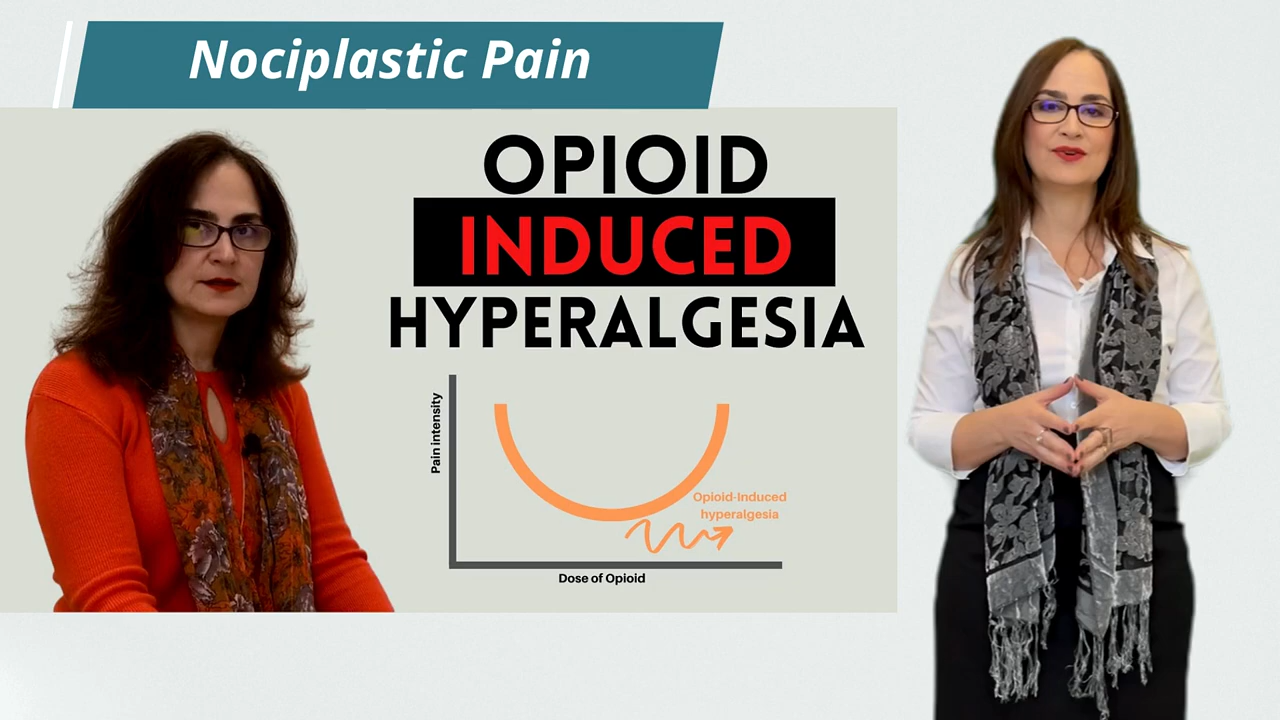 Nociplastic Pain
OPIOID
INDUCED
HYPERALGESIA
Pain intensity
Opioid-Induced
hyperalgesia
Dose of Opioid